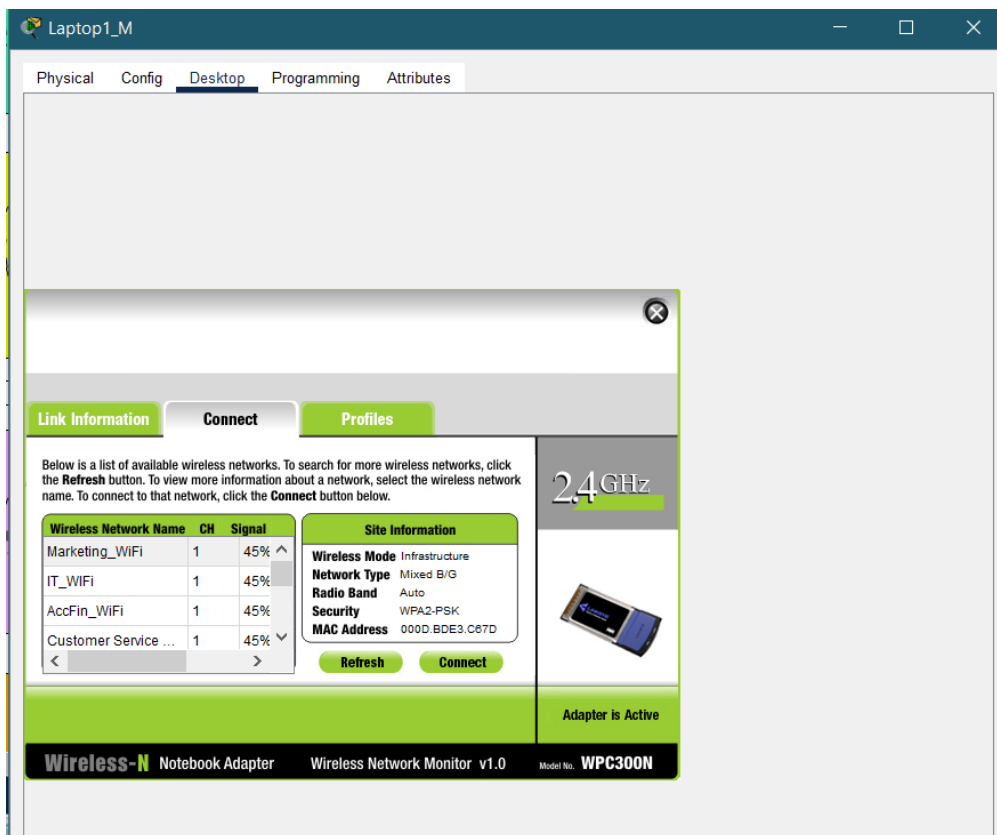 Laptop1_M
Physical Config Desktop Programming Attributes
Link Information Connect Profiles
Below is a list of available wireless networks. To search for more wireless networks, click
the Refresh button. To view more information about a network, select the wireless network
name. To connect to that network, click the Connect button below.
2.4GHz
Wireless Network Name CH Signal
Marketing_WiFi 1 45%
IT_WIFi 1 45%
AccFin_WiFi 1 45%
Customer Service ... 1 45%
Site Information
Wireless Mode Infrastructure
Network Type Mixed B/G
Radio Band Auto
Security WPA2-PSK
MAC Address 000D.BDE3.C67D
Refresh Connect
Adapter is Active
Wireless-N Notebook Adapter Wireless Network Monitor v1.0 Model No. WPC300N